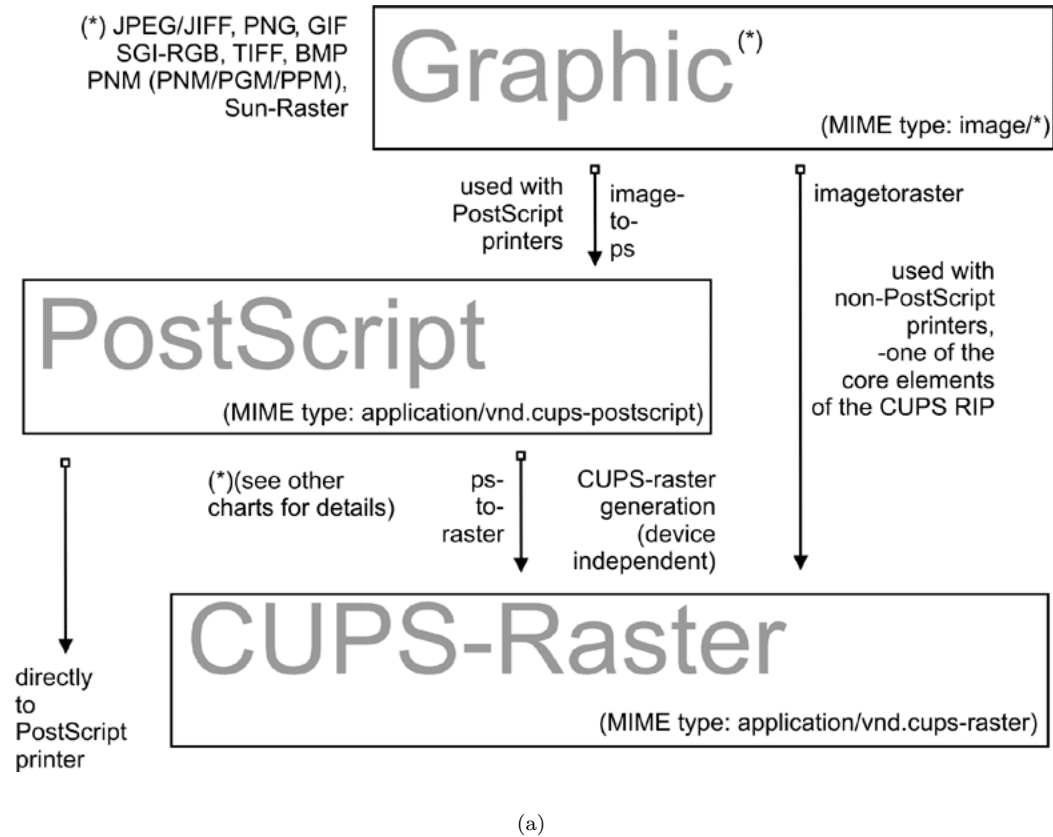 (*) JPEG/JIFF, PNG, GIF
SGI-RGB, TIFF, BMP
PNM (PNM/PGM/PPM),
Sun-Raster
Graphic(*)
(MIME type: image/*)
used with
PostScript
printers
image-
to-
ps
imagetoraster
used with
non-PostScript
printers,
-one of the
core elements
of the CUPS RIP
PostScript
(MIME type: application/vnd.cups-postscript)
(*)(see other
charts for details)
ps-
to-
raster
CUPS-raster
generation
(device
independent)
directly
to
PostScript
printer
CUPS-Raster
(MIME type: application/vnd.cups-raster)
(a)